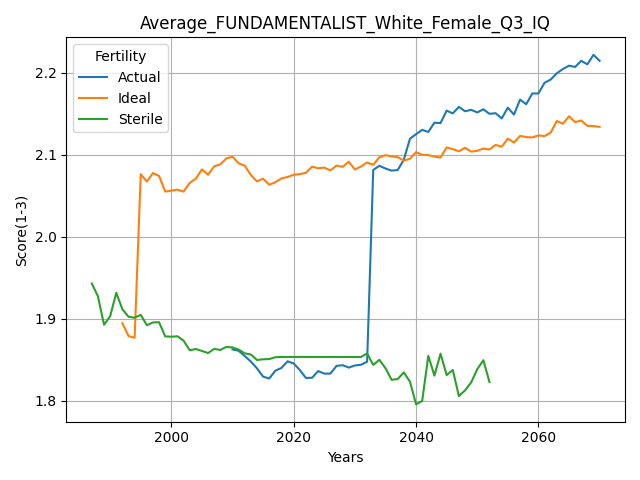 Average_FUNDAMENTALIST_White_Female_Q3_IQ
Fertility
Actual
Ideal
Sterile
Score(1-3)
2.2
2.1
2.0
1.9
1.8
2000
2020
2040
2060
Years